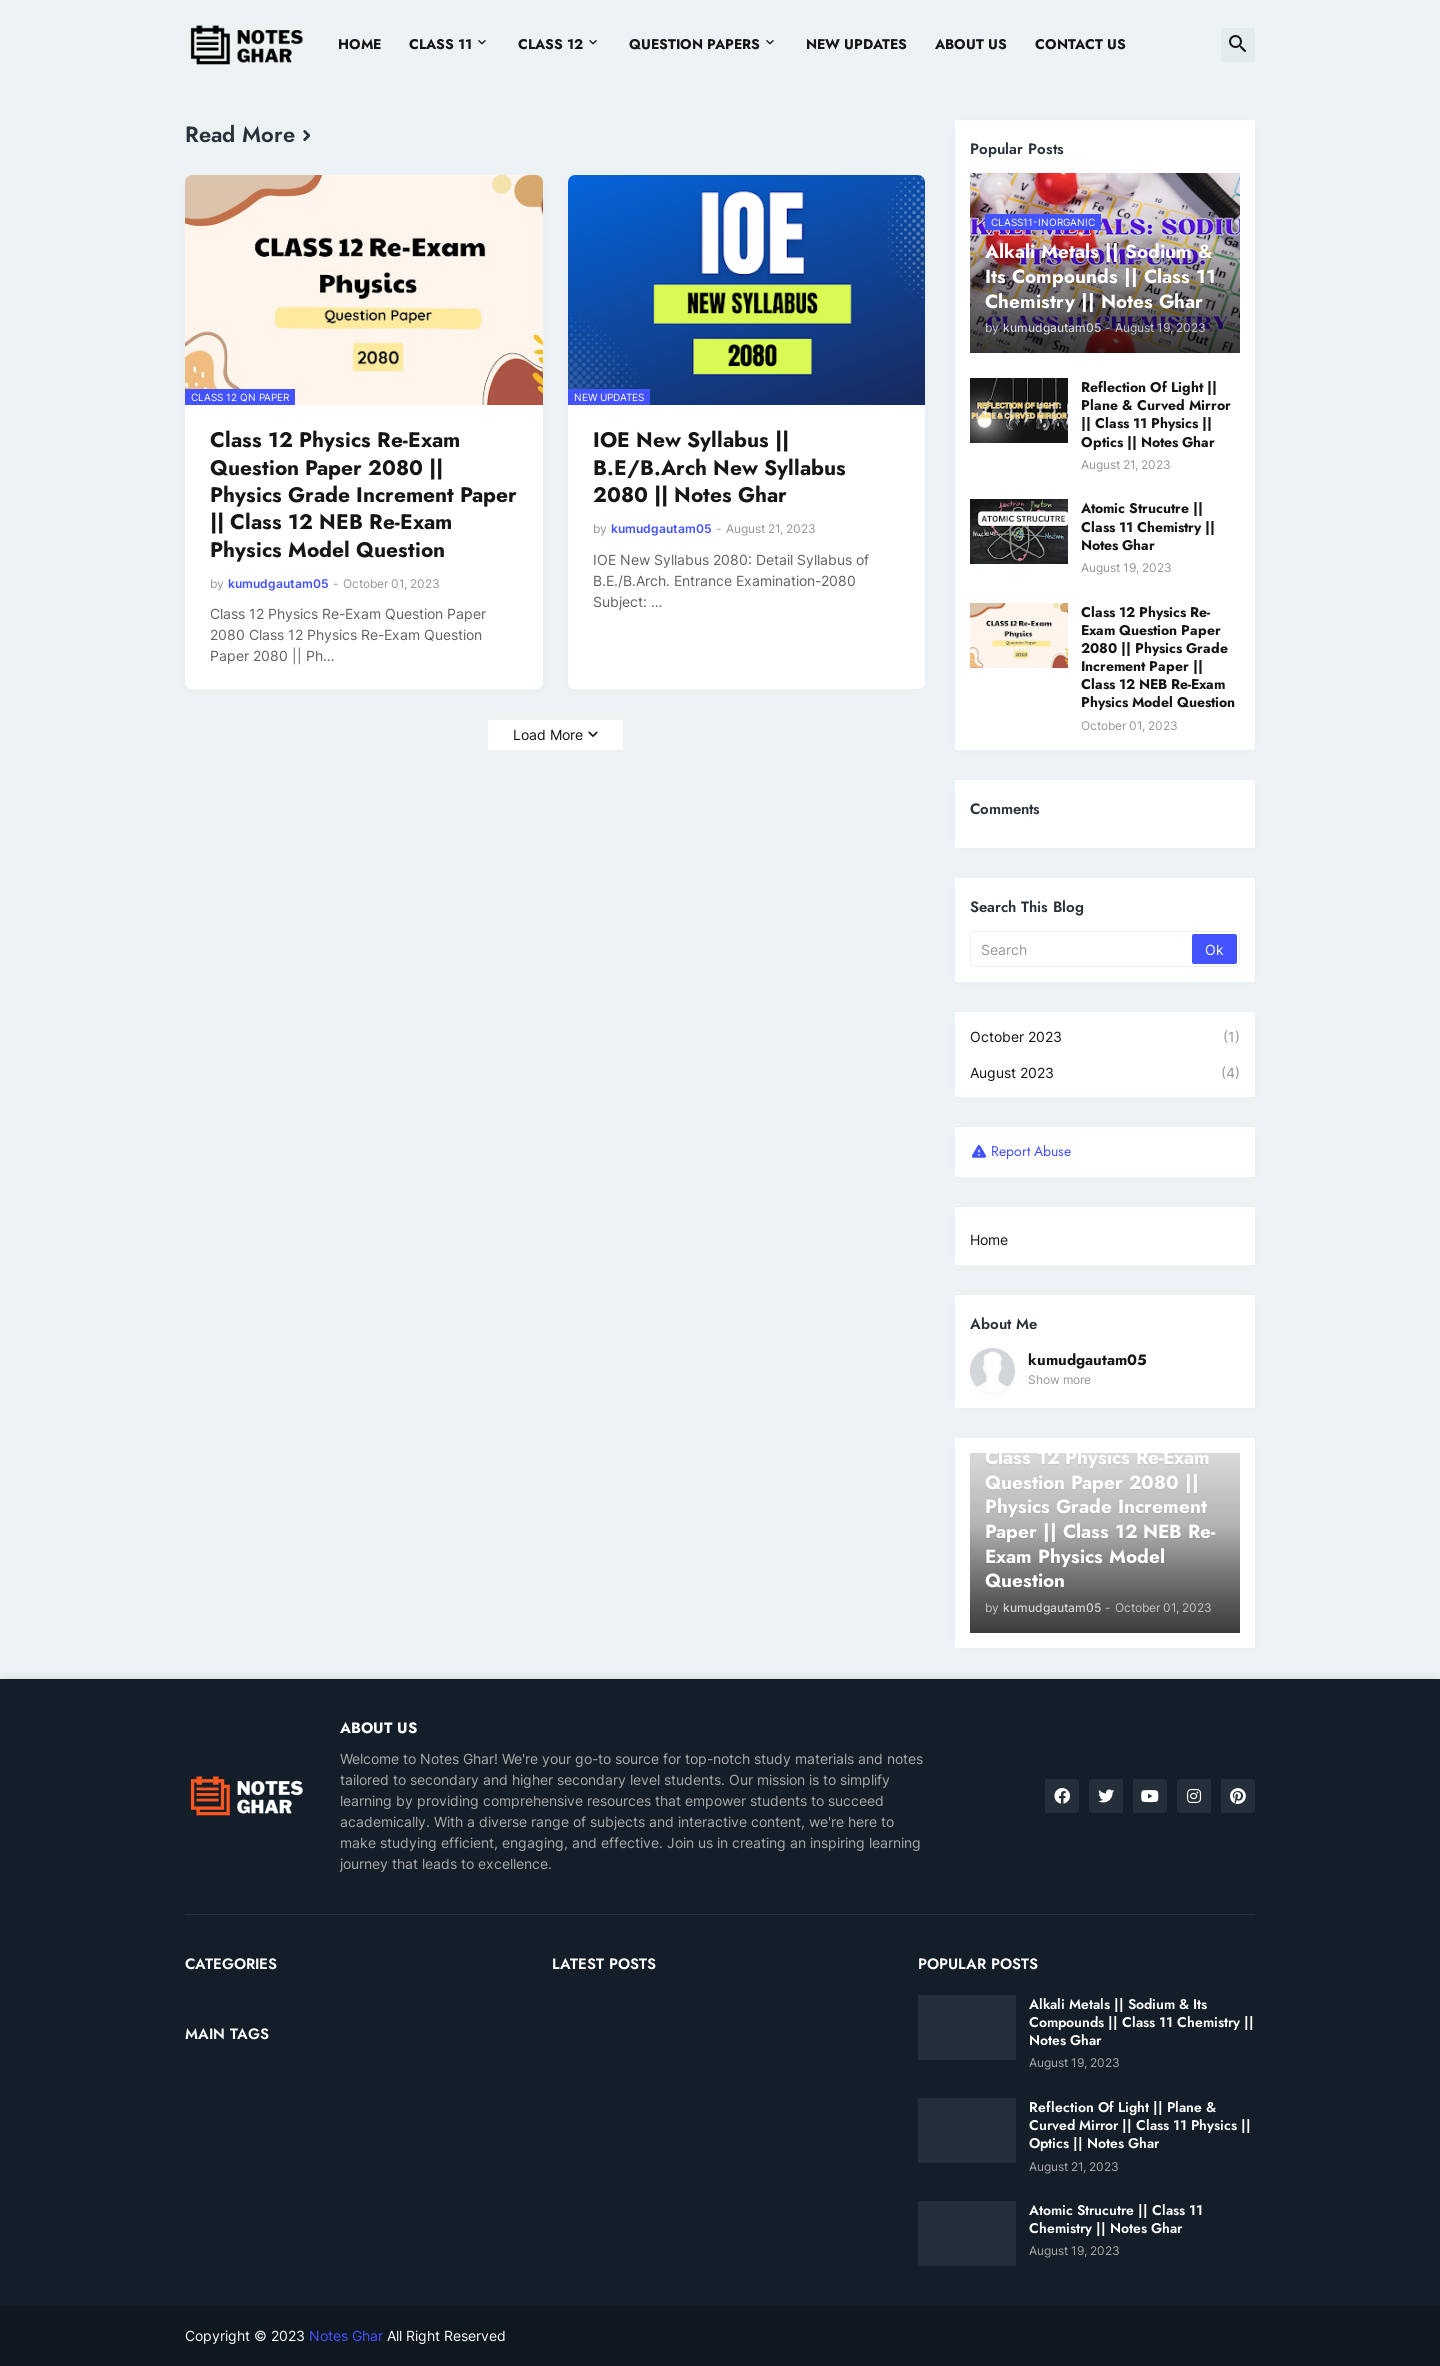 NOTES
GHAR
HOME
CLASS 11
CLASS 12
QUESTION PAPERS
NEW UPDATES
ABOUT US
CONTACT US
Read More
CLASS 12 Re-Exam
Physics
Question Paper
2080
CLASS 12 QN PAPER
Class 12 Physics Re-Exam
Question Paper 2080 ||
Physics Grade Increment Paper
|| Class 12 NEB Re-Exam
Physics Model Question
by kumudgautam05 - October 01, 2023
Class 12 Physics Re-Exam Question Paper
2080 Class 12 Physics Re-Exam Question
Paper 2080 || Ph...
IOE
NEW SYLLABUS
2080
NEW UPDATES
IOE New Syllabus ||
B.E/B.Arch New Syllabus
2080 || Notes Ghar
by kumudgautam05 - August 21, 2023
IOE New Syllabus 2080: Detail Syllabus of
B.E./B.Arch. Entrance Examination-2080
Subject: ...
Load More
Popular Posts
CLASS11-INORGANIC
Alkali Metals || Sodium &
Its Compounds || Class 11
Chemistry || Notes Ghar
by kumudgautam05 - August 19, 2023
REFLECTION OF LIGHT:
PLANE & CURVED MIRROR
Reflection Of Light ||
Plane & Curved Mirror
|| Class 11 Physics ||
Optics || Notes Ghar
August 21, 2023
ATOMIC STRUCUTRE
Atomic Strucutre ||
Class 11 Chemistry ||
Notes Ghar
August 19, 2023
CLASS 12 Re-Exam
Physics
Question Paper
2080
Class 12 Physics Re-
Exam Question Paper
2080 || Physics Grade
Increment Paper ||
Class 12 NEB Re-Exam
Physics Model Question
October 01, 2023
Comments
Search This Blog
Search
Ok
October 2023 (1)
August 2023 (4)
Report Abuse
Home
About Me
kumudgautam05
Show more
Class 12 Physics Re-Exam
Question Paper 2080 ||
Physics Grade Increment
Paper || Class 12 NEB Re-
Exam Physics Model
Question
by kumudgautam05 - October 01, 2023
NOTES
GHAR
ABOUT US
Welcome to Notes Ghar! We're your go-to source for top-notch study materials and notes
tailored to secondary and higher secondary level students. Our mission is to simplify
learning by providing comprehensive resources that empower students to succeed
academically. With a diverse range of subjects and interactive content, we're here to
make studying efficient, engaging, and effective. Join us in creating an inspiring learning
journey that leads to excellence.
CATEGORIES
MAIN TAGS
LATEST POSTS
POPULAR POSTS
Alkali Metals || Sodium & Its
Compounds || Class 11 Chemistry ||
Notes Ghar
August 19, 2023
Reflection Of Light || Plane &
Curved Mirror || Class 11 Physics ||
Optics || Notes Ghar
August 21, 2023
Atomic Strucutre || Class 11
Chemistry || Notes Ghar
August 19, 2023
Copyright © 2023 Notes Ghar All Right Reserved